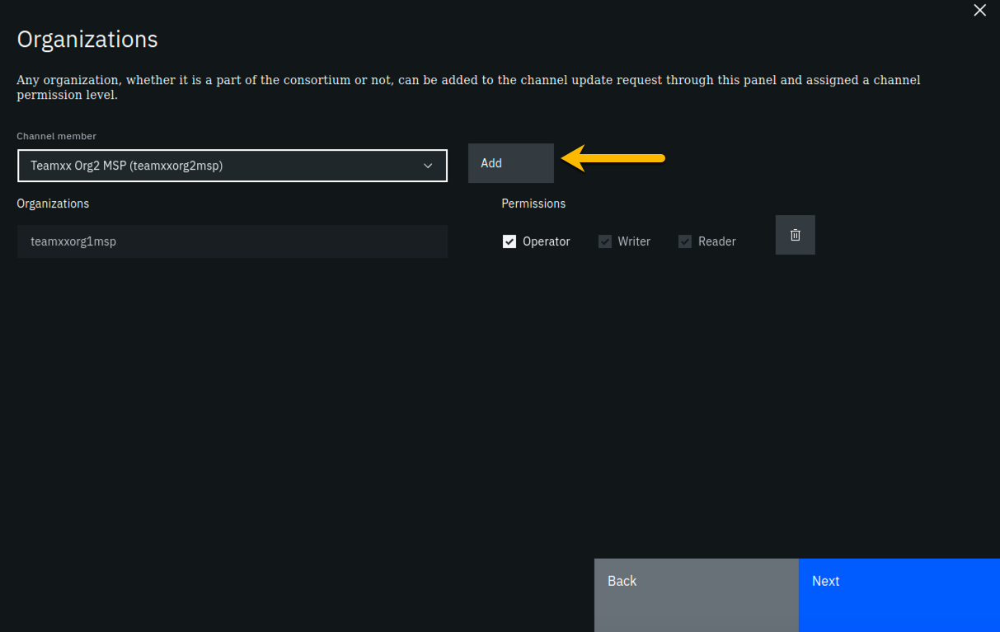 Organizations
Any organization, whether it is a part of the consortium or not, can be added to the channel update request through this panel and assigned a channel
permission level.
Channel member
Teamxx Org2 MSP (teamxxorg2msp)
Add
Organizations
Permissions
teamxxorg1msp
Operator
Writer
Reader
Back
Next